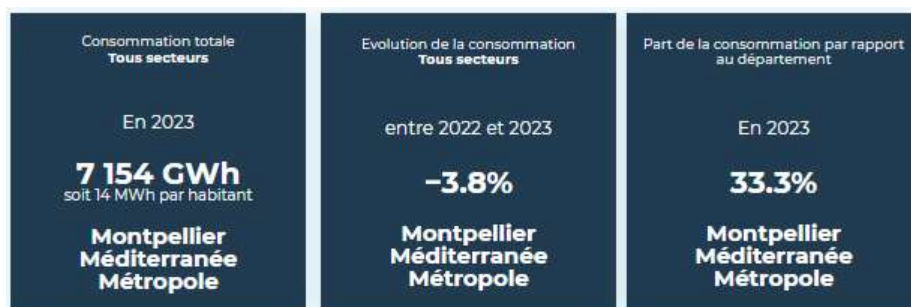 Consommation totale
Tous secteurs
En 2023
7 154 GWh
soit 14 MWh par habitant
Montpellier
Méditerranée
Métropole
Evolution de la consommation
Tous secteurs
entre 2022 et 2023
−3.8%
Montpellier
Méditerranée
Métropole
Part de la consommation par rapport
au département
En 2023
33.3%
Montpellier
Méditerranée
Métropole